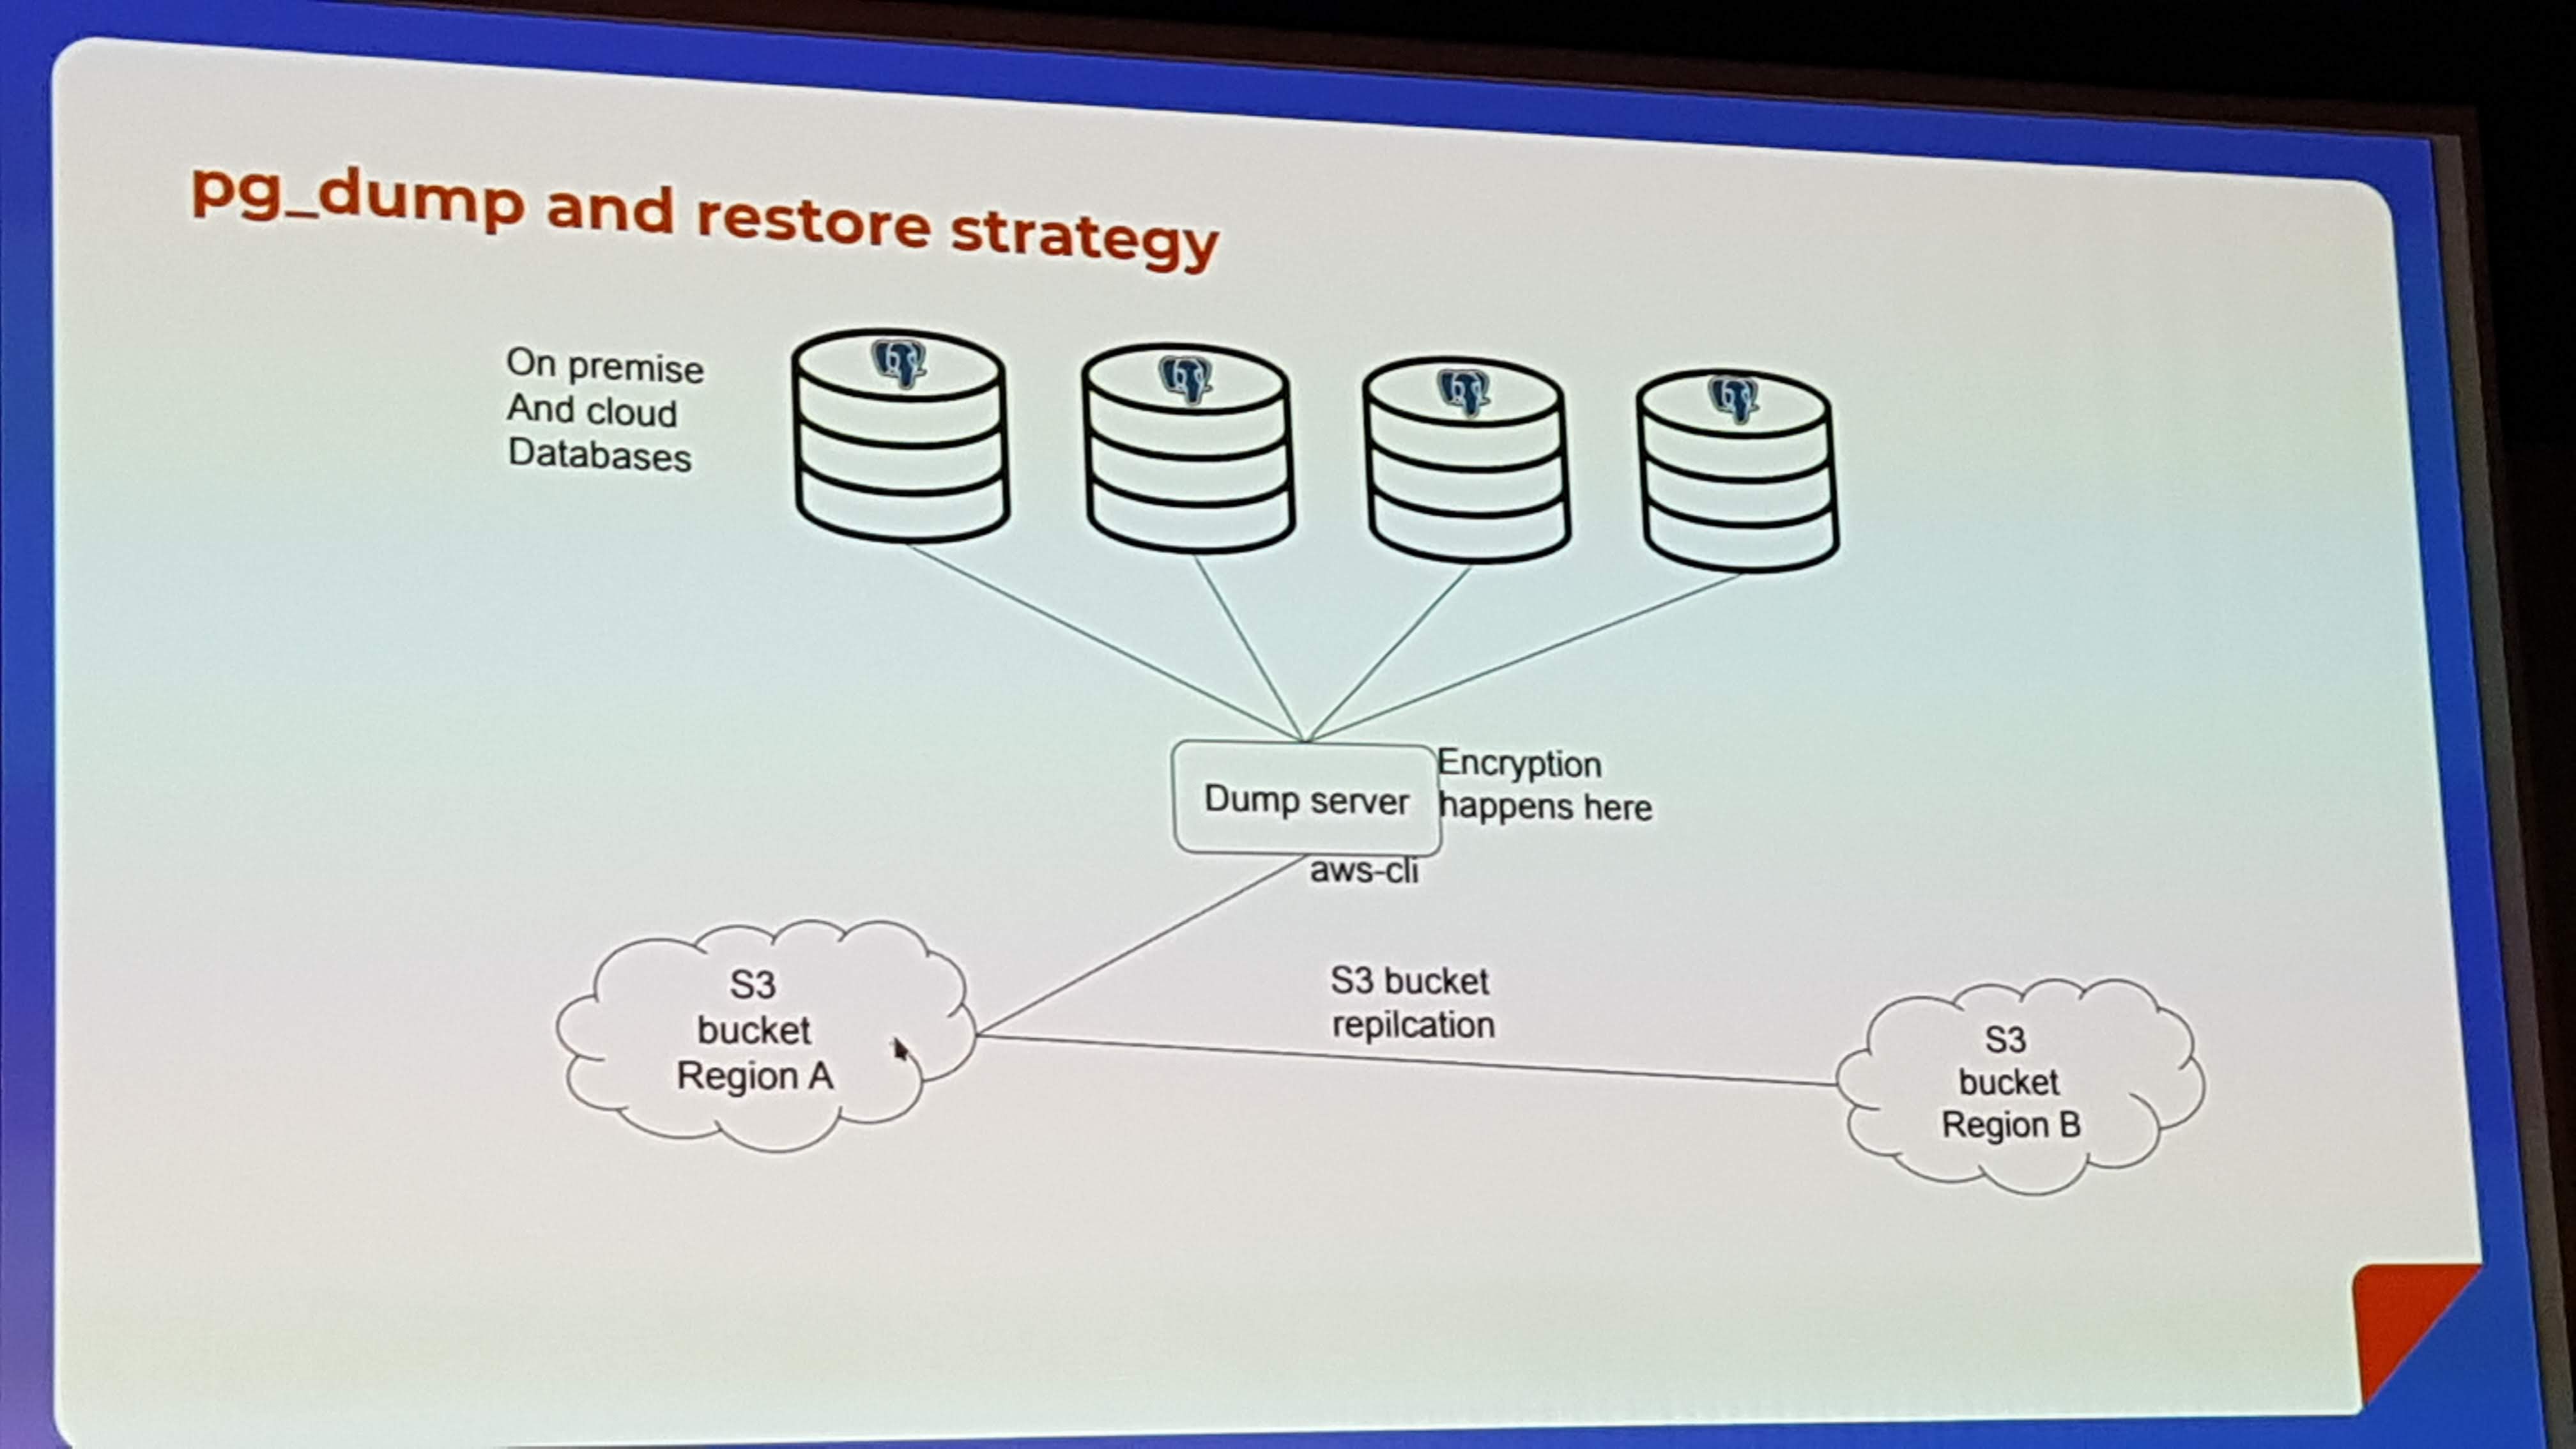 pg_dump and restore strategy
On premise
And cloud
Databases
Encryption
happens here
Dump server
aws-cli
S3
bucket
Region A
S3 bucket
repilcation
S3
bucket
Region B